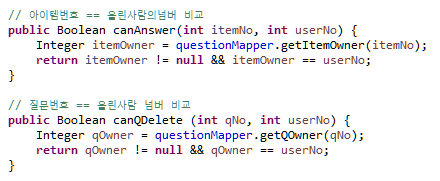 // 아이템번호 == 올린사람의넘버 비교
public Boolean canAnswer(int itemNo, int userNo) {
    Integer itemOwner = questionMapper.getItemOwner(itemNo);
    return itemOwner != null && itemOwner == userNo;
}
// 질문번호 == 올린사람 넘버 비교
public Boolean canQDelete (int qNo, int userNo) {
    Integer qOwner = questionMapper.getQOwner(qNo);
    return qOwner != null && qOwner == userNo;
}